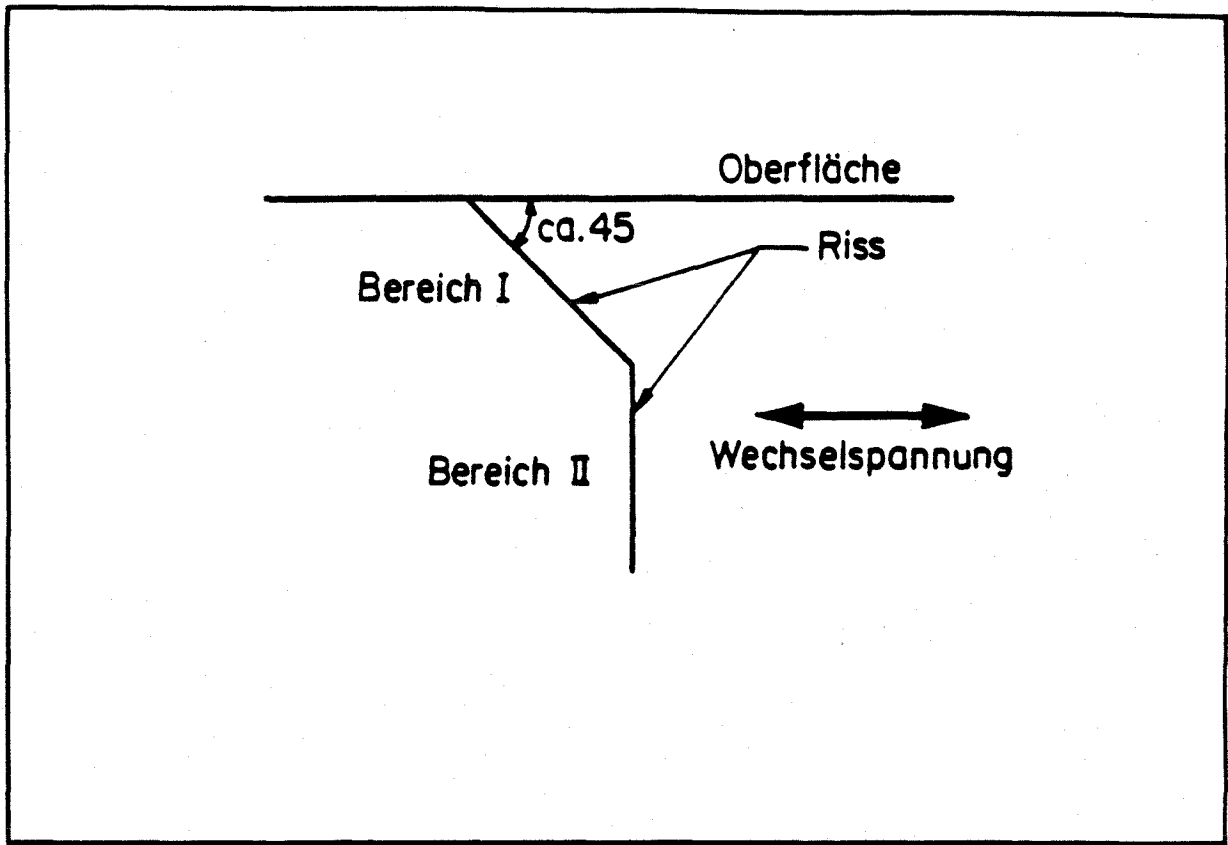 Oberfläche
ca.45
Riss
Bereich I
Wechselspannung
Bereich II